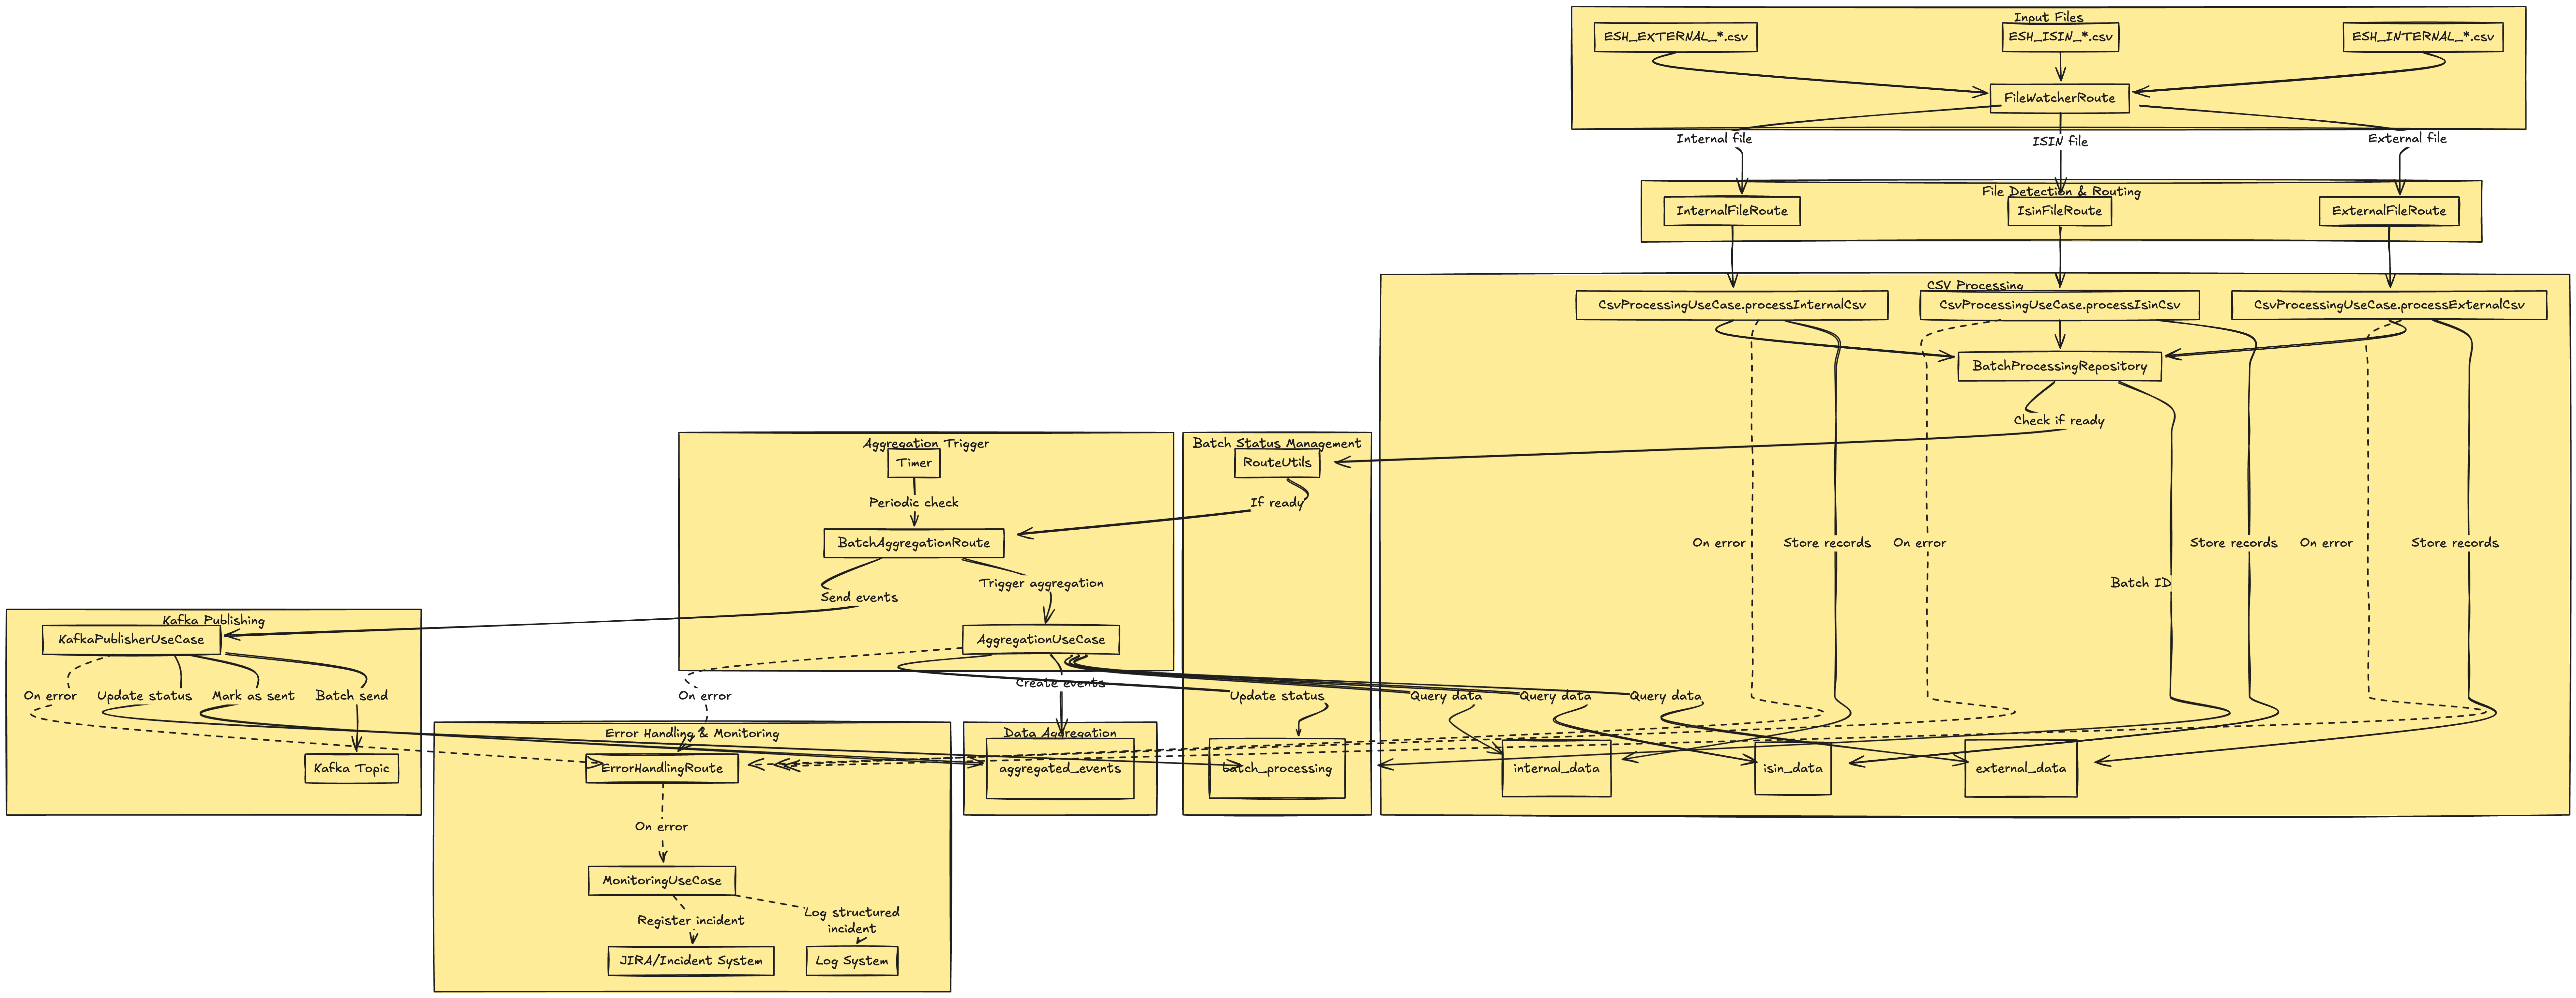 Input Files
ESH_EXTERNAL_*.csv
ESH_ISIN_*.csv
ESH_INTERNAL_*.csv
FileWatcherRoute
Internal file
ISIN file
External file
File Detection & Routing
InternalFileRoute
IsinFileRoute
ExternalFileRoute
CSV Processing
CsvProcessingUseCase.processInternalCsv
CsvProcessingUseCase.processIsinCsv
CsvProcessingUseCase.processExternalCsv
BatchProcessingRepository
Check if ready
Aggregation Trigger
Batch Status Management
Timer
RouteUtils
Periodic check
If ready
BatchAggregationRoute
On error
Store records
On error
Store records
On error
Store records
Trigger aggregation
Batch ID
Send events
Kafka Publishing
KafkaPublisherUseCase
AggregationUseCase
Create events
On error
Update status
Mark as sent
Batch send
On error
Update status
Query data
Query data
Query data
Error Handling & Monitoring
Data Aggregation
Kafka Topic
ErrorHandlingRoute
aggregated_events
batch_processing
internal_data
isin_data
external_data
On error
MonitoringUseCase
Register incident
Log structured
incident
JIRA/Incident System
Log System